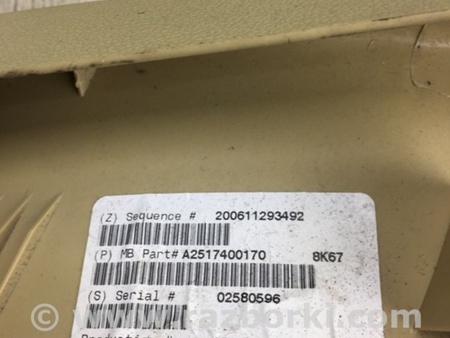 (Z) Sequence # 200611293492
(P) MB Part# A2517400170 8K67
(S) Serial # 02580596
www.razborki.com